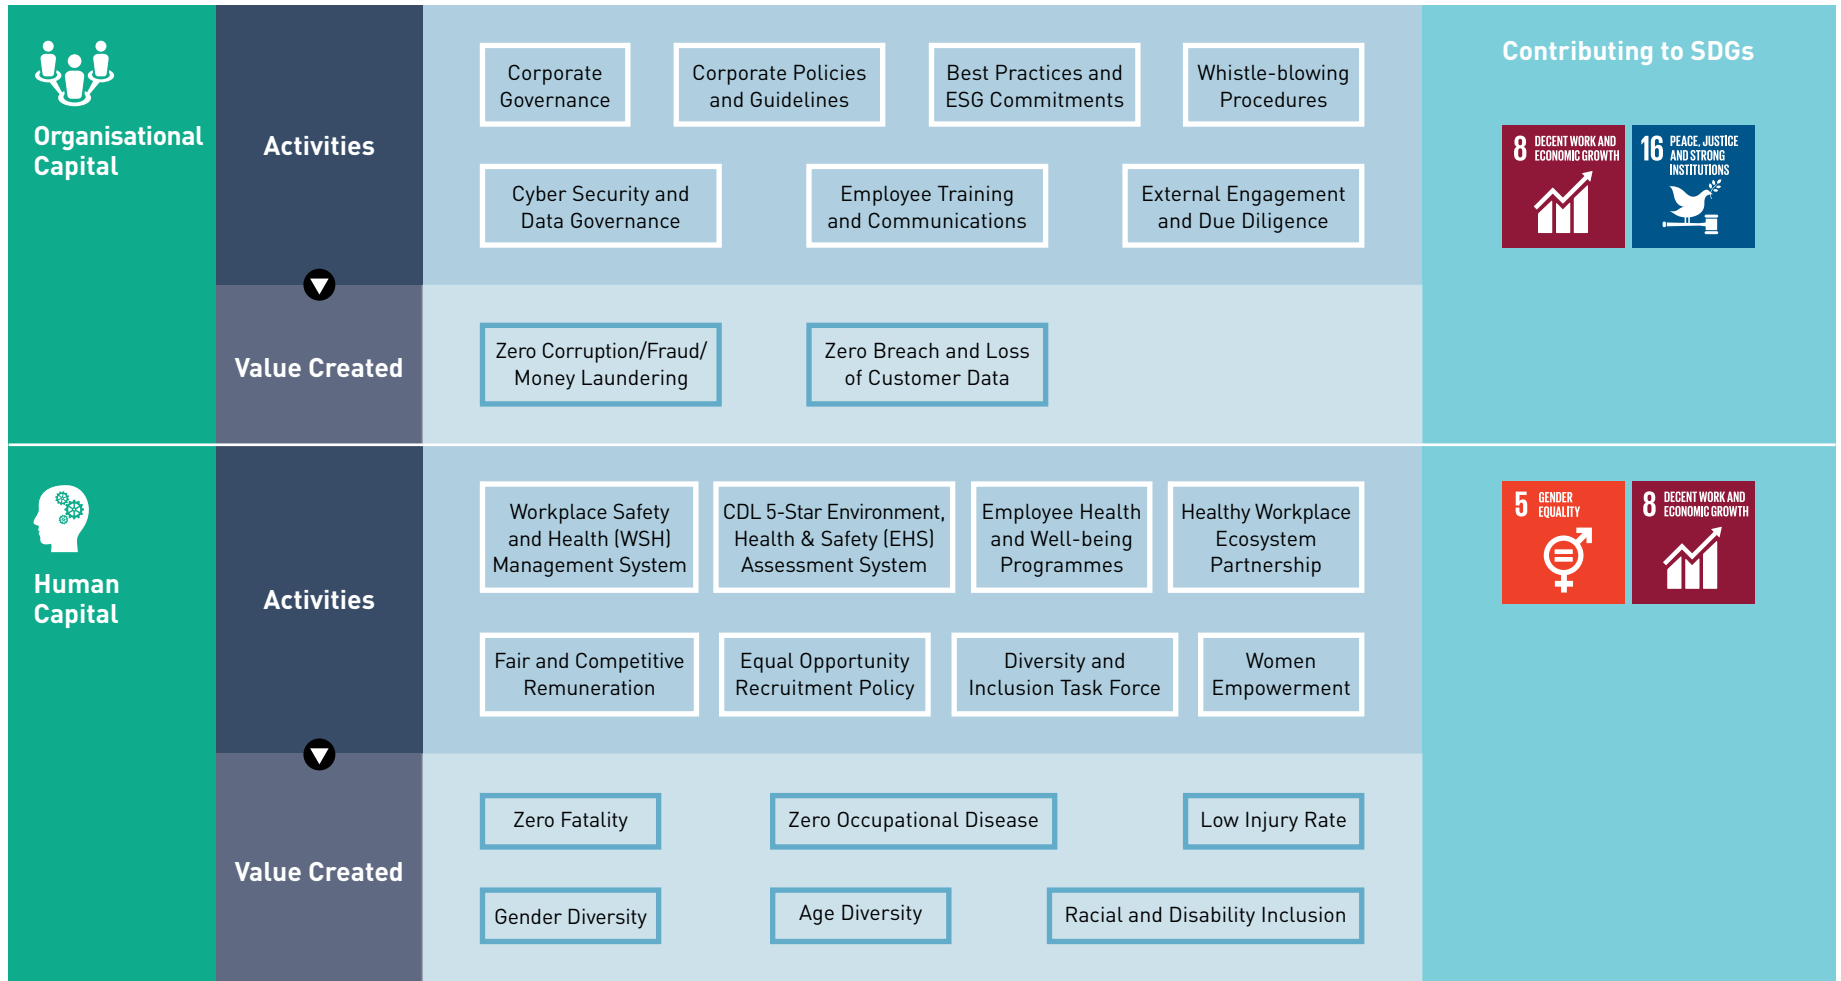 Organisational
Capital
Activities
Corporate
Governance
Corporate Policies
and Guidelines
Best Practices and
ESG Commitments
Whistle-blowing
Procedures
Cyber Security and
Data Governance
Employee Training
and Communications
External Engagement
and Due Diligence
Contributing to SDGs
8 DECENT WORK AND
ECONOMIC GROWTH
16 PEACE, JUSTICE
AND STRONG
INSTITUTIONS
Value Created
Zero Corruption/Fraud/
Money Laundering
Zero Breach and Loss
of Customer Data
Human
Capital
Activities
Workplace Safety
and Health (WSH)
Management System
CDL 5-Star Environment,
Health & Safety (EHS)
Assessment System
Employee Health
and Well-being
Programmes
Healthy Workplace
Ecosystem
Partnership
Fair and Competitive
Remuneration
Equal Opportunity
Recruitment Policy
Diversity and
Inclusion Task Force
Women
Empowerment
5 GENDER
EQUALITY
8 DECENT WORK AND
ECONOMIC GROWTH
Value Created
Zero Fatality
Zero Occupational Disease
Low Injury Rate
Gender Diversity
Age Diversity
Racial and Disability Inclusion